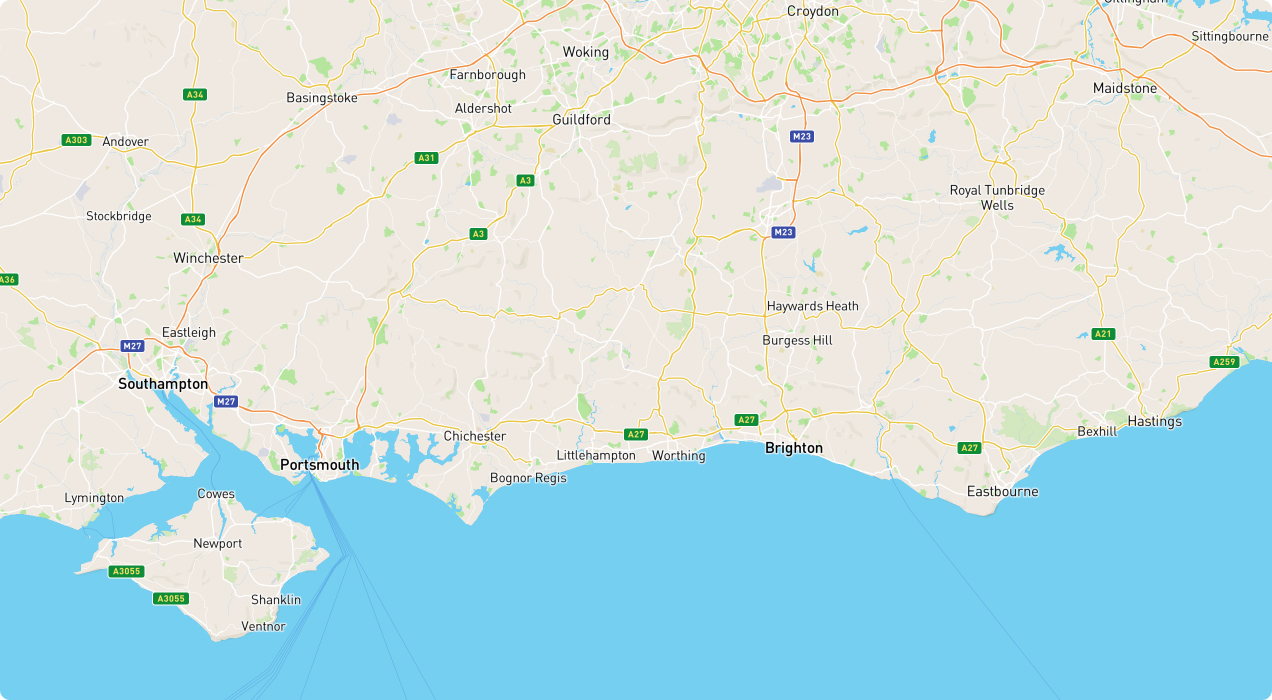 Gillingham
Croydon
Sittingbourne
Woking
Farnborough
Maidstone
A34
Basingstoke
Aldershot
Guildford
M23
A303
Andover
A31
A3
Royal Tunbridge
Wells
Stockbridge
A34
M23
A3
Winchester
A36
Haywards Heath
Eastleigh
A21
Burgess Hill
M27
A259
Southampton
M27
A27
Hastings
A27
Bexhill
Chichester
Brighton
A27
Littlehampton
Worthing
Portsmouth
Bognor Regis
Eastbourne
Cowes
Lymington
Newport
A3055
A3055
Shanklin
Ventnor